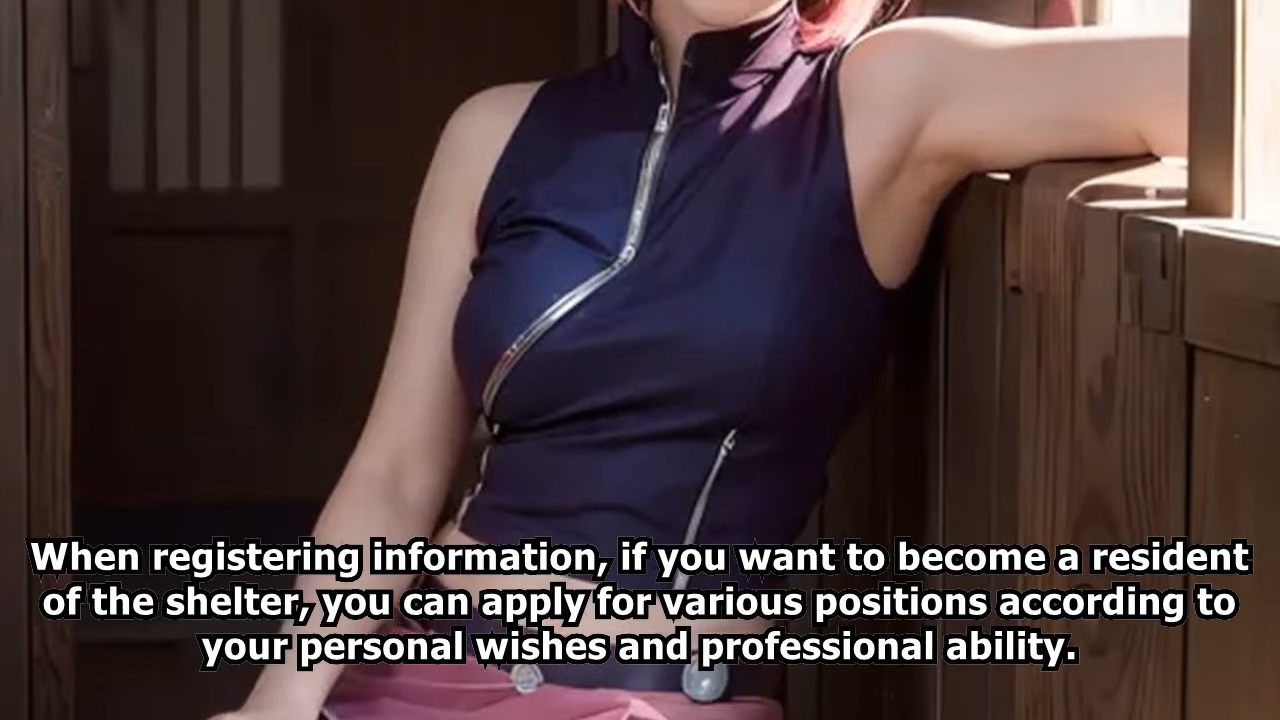 When registering information, if you want to become a resident
of the shelter, you can apply for various positions according to
your personal wishes and professional ability.